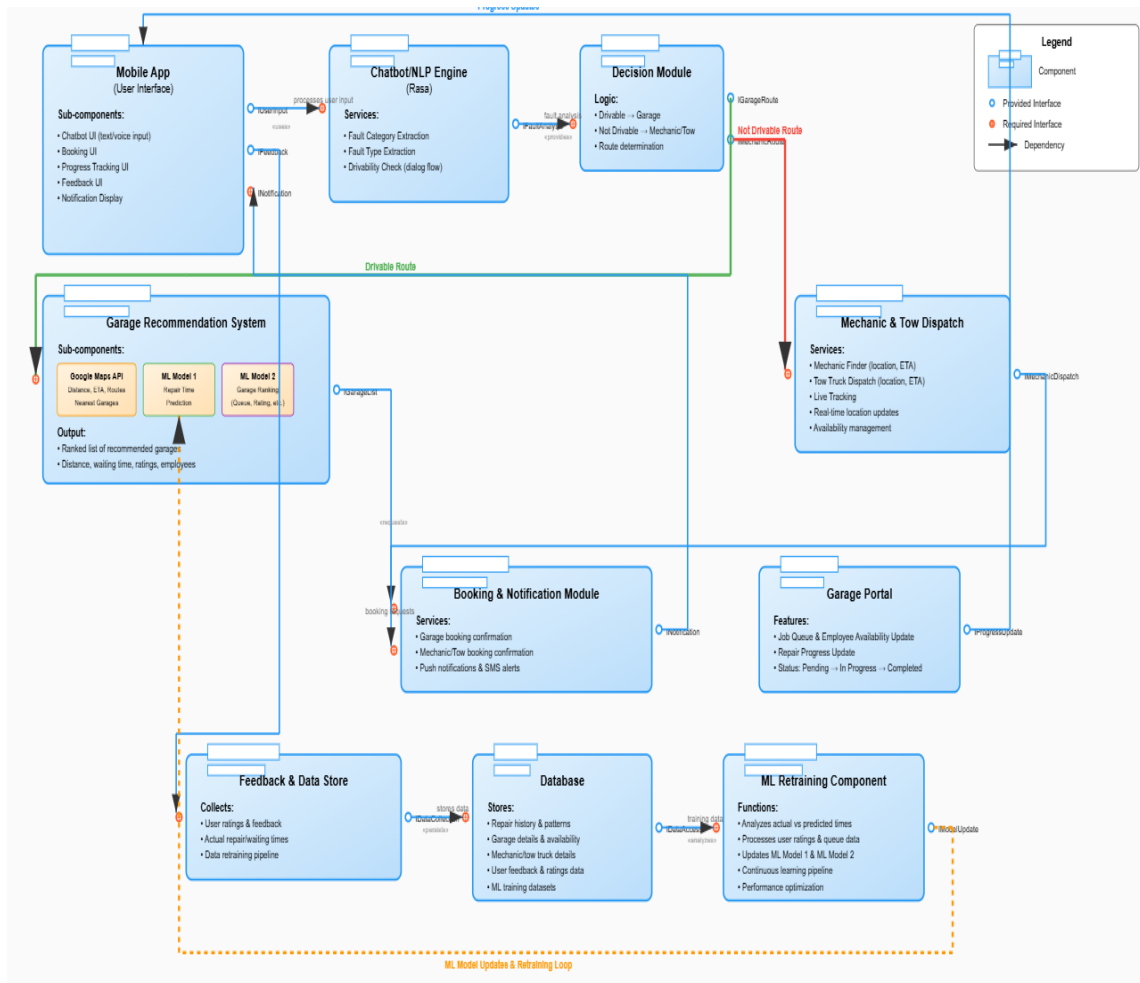 Progress Updates
Mobile App
(User Interface)
Sub-components:
• Chatbot UI (text/voice input)
• Booking UI
• Progress Tracking UI
• Feedback UI
• Notification Display
IUserInput
IFeedback
INotification
processes user input
«uses»
Chatbot/NLP Engine
(Rasa)
Services:
• Fault Category Extraction
• Fault Type Extraction
• Drivability Check (dialog flow)
fault analysis
IFaultAnalysis
«provides»
Decision Module
Logic:
• Drivable → Garage
• Not Drivable → Mechanic/Tow
• Route determination
IGarageRoute
Not Drivable Route
IMechanicRoute
Legend
Component
Provided Interface
Required Interface
Dependency
Drivable Route
Garage Recommendation System
Sub-components:
Google Maps API
Distance, ETA, Routes
Nearest Garages
ML Model 1
Repair Time
Prediction
ML Model 2
Garage Ranking
(Queue, Rating, etc.)
Output:
• Ranked list of recommended garages
• Distance, waiting time, ratings, employees
IGarageList
Mechanic & Tow Dispatch
Services:
• Mechanic Finder (location, ETA)
• Tow Truck Dispatch (location, ETA)
• Live Tracking
• Real-time location updates
• Availability management
IMechanicDispatch
«requests»
booking requests
Booking & Notification Module
Services:
• Garage booking confirmation
• Mechanic/Tow booking confirmation
• Push notifications & SMS alerts
INotification
Garage Portal
Features:
• Job Queue & Employee Availability Update
• Repair Progress Update
• Status: Pending → In Progress → Completed
IProgressUpdate
Feedback & Data Store
Collects:
• User ratings & feedback
• Actual repair/waiting times
• Data retraining pipeline
stores data
IDataCollection
«persists»
Database
Stores:
• Repair history & patterns
• Garage details & availability
• Mechanic/tow truck details
• User feedback & ratings data
• ML training datasets
training data
IDataAccess
«analyzes»
ML Retraining Component
Functions:
• Analyzes actual vs predicted times
• Processes user ratings & queue data
• Updates ML Model 1 & ML Model 2
• Continuous learning pipeline
• Performance optimization
IModelUpdate
ML Model Updates & Retraining Loop